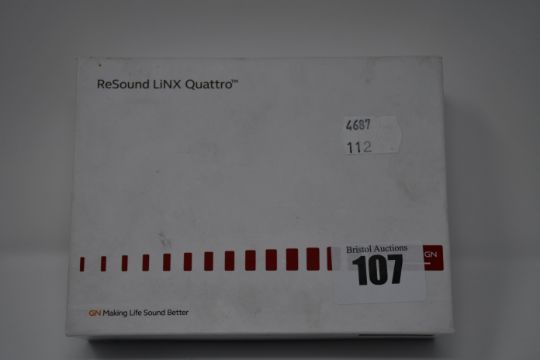 ReSound LiNX Quattro™
4687
112
Bristol Auctions
107
GN
GN Making Life Sound Better